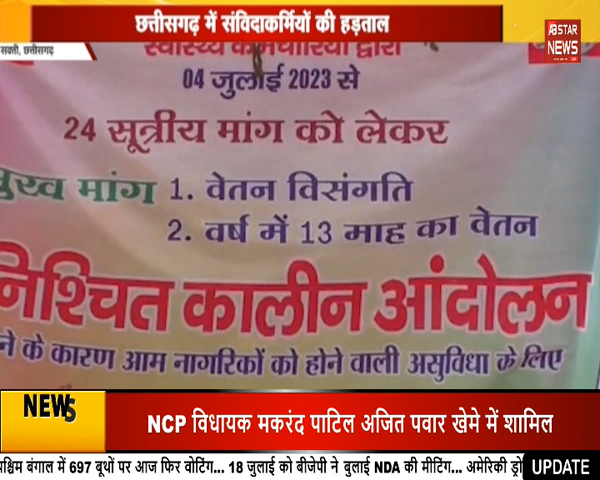 छत्तीसगढ़ में संविदाकर्मियों की हड़ताल
सक्ती, छत्तीसगढ़
STAR
NEWS
स्वास्थ्य कर्मचारियों द्वारा
04 जुलाई 2023 से
24 सूत्रीय मांग को लेकर
मुख्य मांग 1. वेतन विसंगति
2. वर्ष में 13 माह का वेतन
निश्चित कालीन आंदोलन
के कारण आम नागरिकों को होने वाली असुविधा के लिए
NEWS
NCP विधायक मकरंद पाटिल अजित पवार खेमे में शामिल
में 697 बूथों पर आज फिर वोटिंग... 18 जुलाई को बीजेपी ने बुलाई NDA की मीटिंग... अमेरिकी
UPDATE